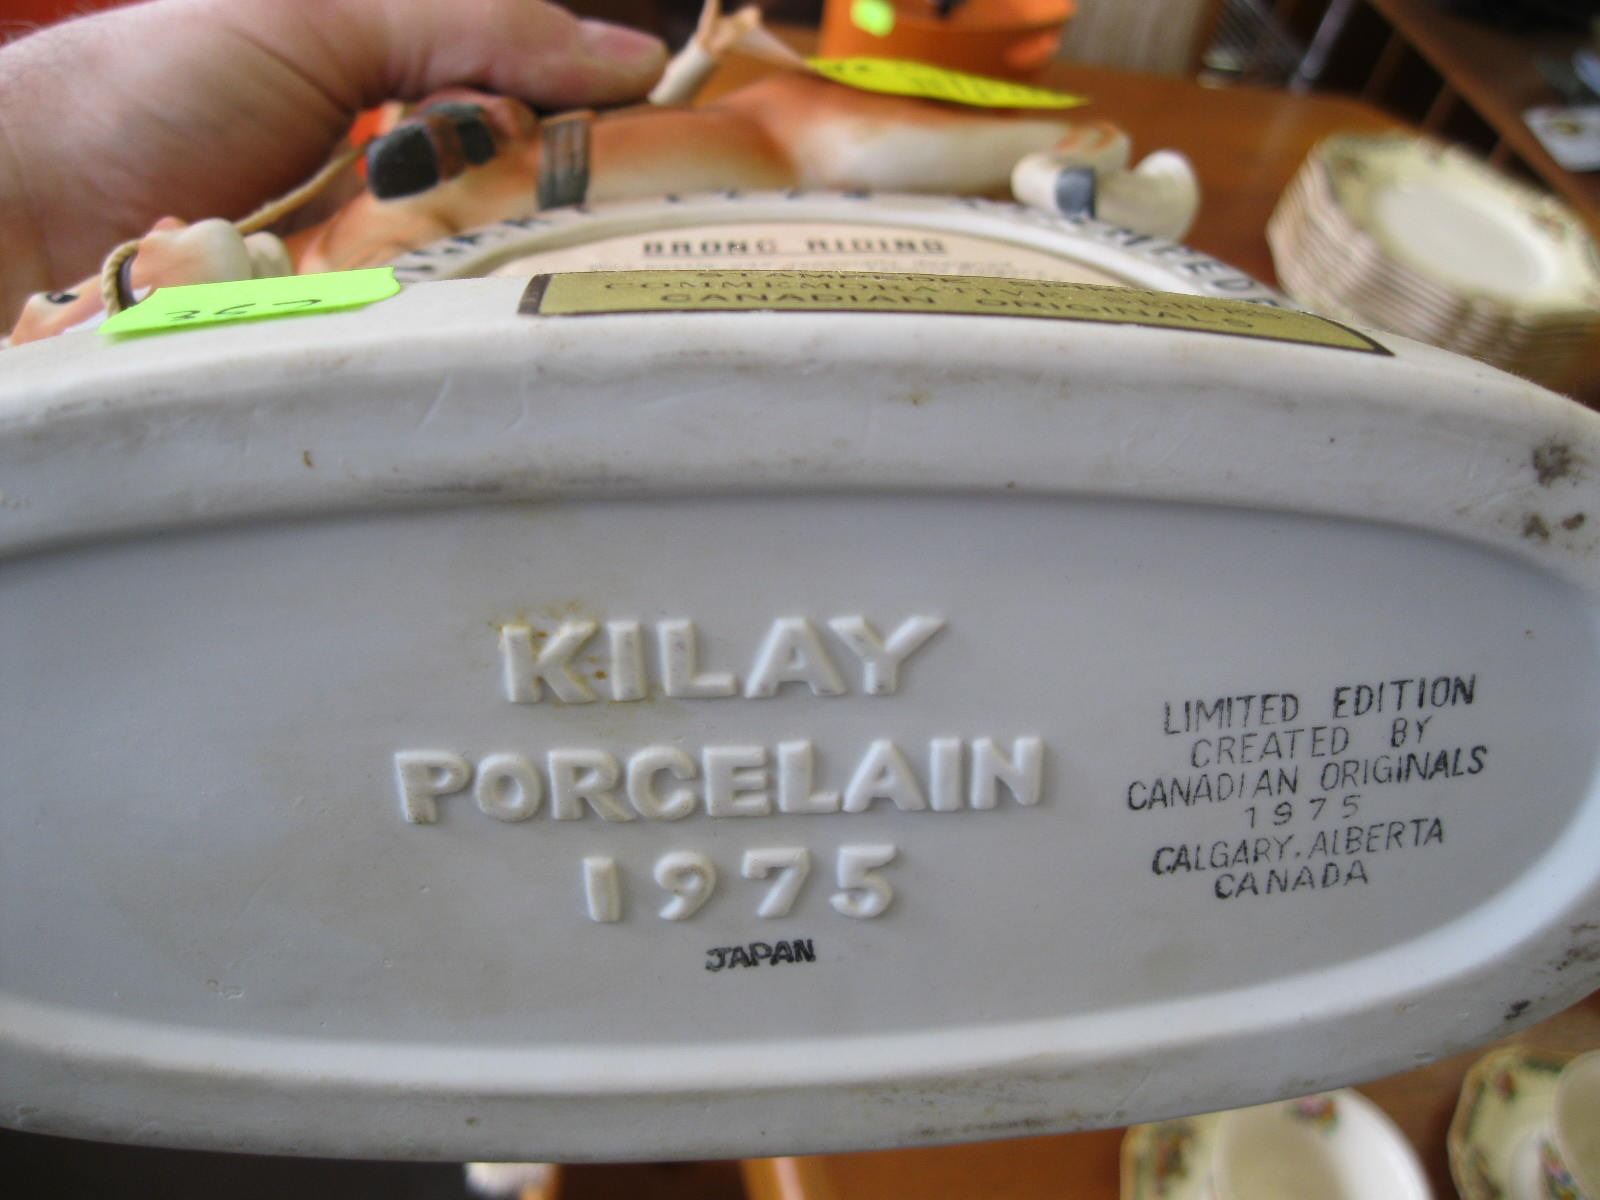 STAMPEDE
BRONC RIDING
COMMEMORATIVE SERIES
CANADIAN ORIGINALS
KILAY
PORCELAIN
1975
JAPAN
LIMITED EDITION
CREATED BY
CANADIAN ORIGINALS
1975
CALGARY, ALBERTA
CANADA